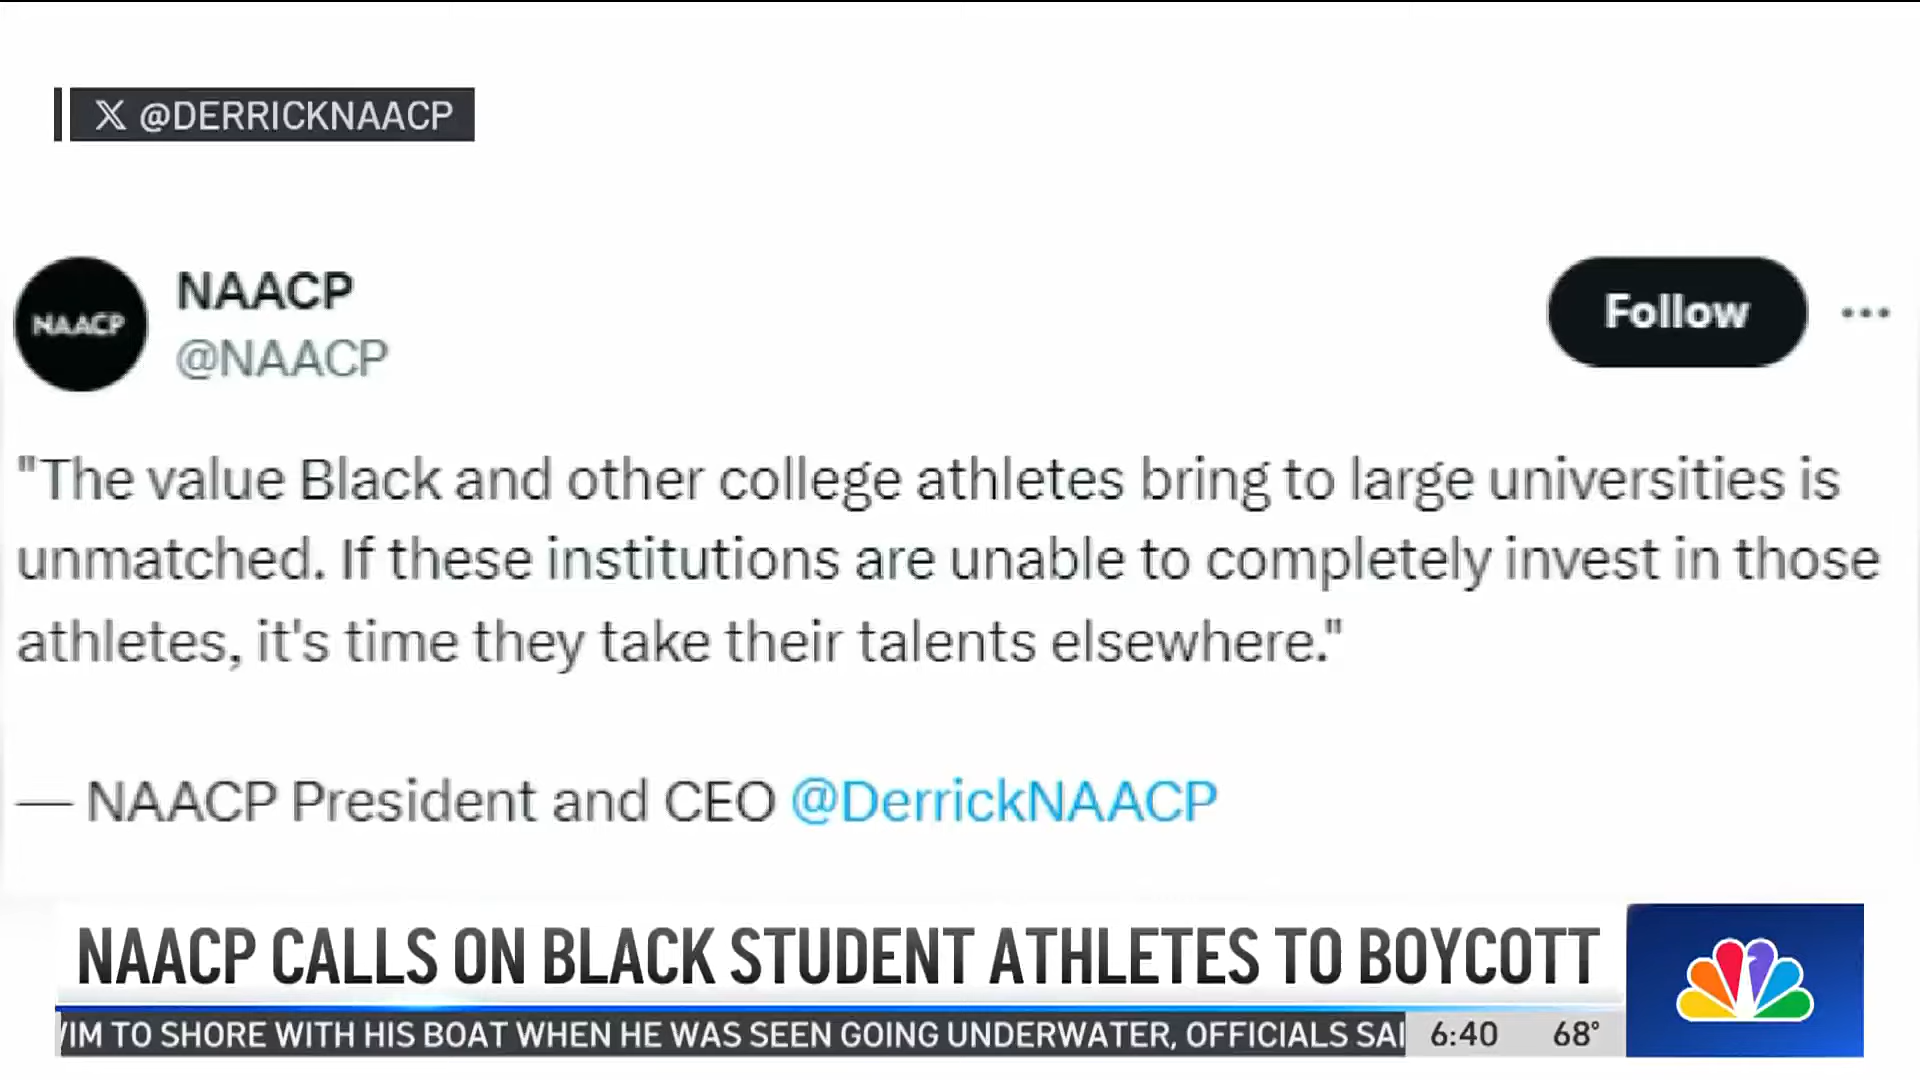 X @DERRICKNAACP
NAACP
NAACP
@NAACP
Follow
"The value Black and other college athletes bring to large universities is
unmatched. If these institutions are unable to completely invest in those
athletes, it's time they take their talents elsewhere."
— NAACP President and CEO @DerrickNAACP
NAACP CALLS ON BLACK STUDENT ATHLETES TO BOYCOTT
TO SHORE WITH HIS BOAT WHEN HE WAS SEEN GOING UNDERWATER, OFFICIALS
6:40 68°